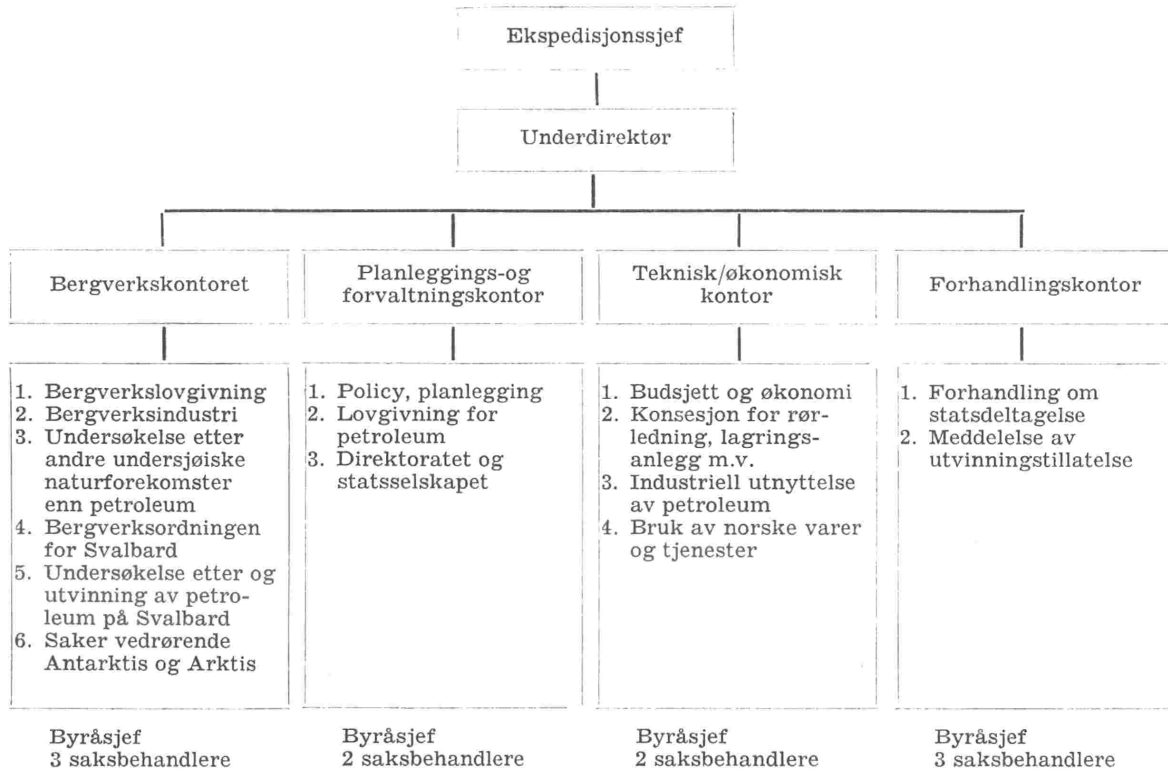 Ekspedisjonssjef
Underdirektør
Bergverkskontoret
Planleggings-og
forvaltningskontor
Teknisk/økonomisk
kontor
Forhandlingskontor
1. Bergverkslovgivning
2. Bergverksindustri
3. Undersøkelse etter
andre undersjøiske
naturforekomster
enn petroleum
4. Bergverksordningen
for Svalbard
5. Undersøkelse etter og
utvinning av petro-
leum på Svalbard
6. Saker vedrørende
Antarktis og Arktis
1. Policy, planlegging
2. Lovgivning for
petroleum
3. Direktoratet og
statsselskapet
1. Budsjett og økonomi
2. Konsesjon for rør-
ledning, lagrings-
anlegg m.v.
3. Industriell utnyttelse
av petroleum
4. Bruk av norske varer
og tjenester
1. Forhandling om
statsdeltagelse
2. Meddelelse av
utvinningstillatelse
Byråsjef
3 saksbehandlere
Byråsjef
2 saksbehandlere
Byråsjef
2 saksbehandlere
Byråsjef
3 saksbehandlere